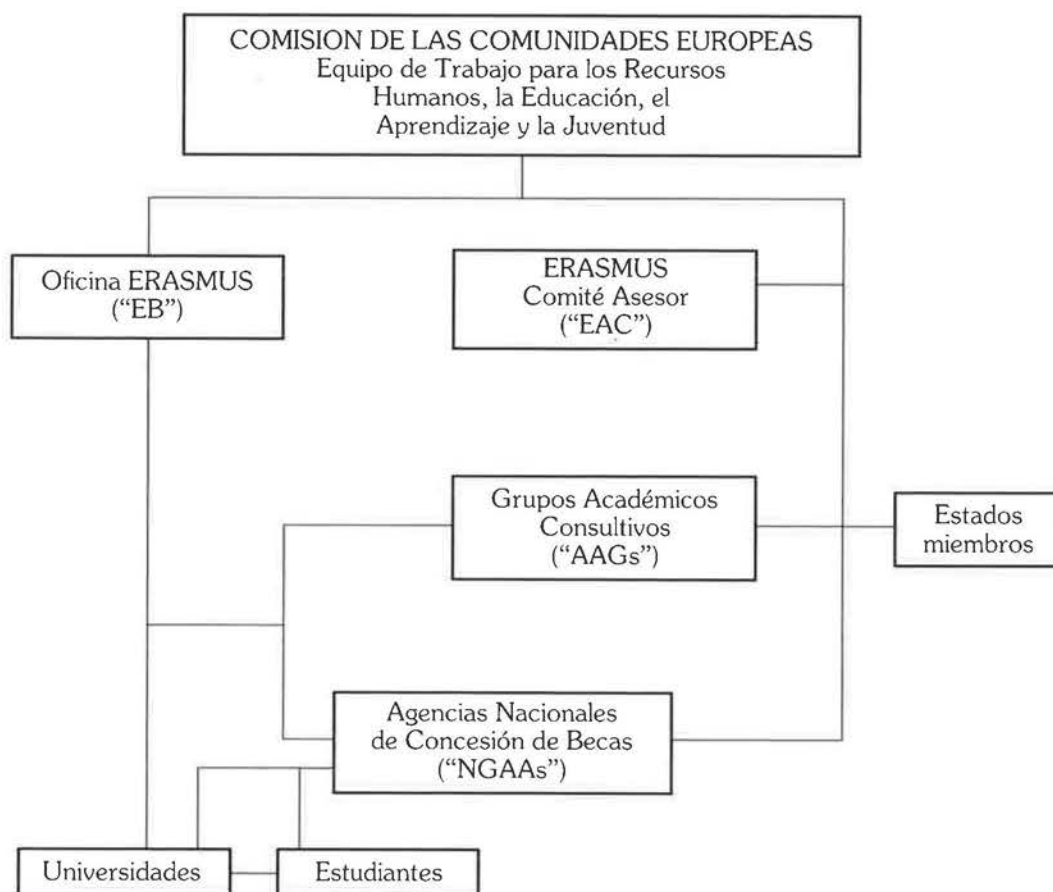 COMISION DE LAS COMUNIDADES EUROPEAS
Equipo de Trabajo para los Recursos
Humanos, la Educación, el
Aprendizaje y la Juventud
Oficina ERASMUS
(“EB”)
ERASMUS
Comité Asesor
(“EAC”)
Grupos Académicos
Consultivos
(“AAGs”)
Estados
miembros
Agencias Nacionales
de Concesión de Becas
(“NGAAs”)
Universidades
Estudiantes